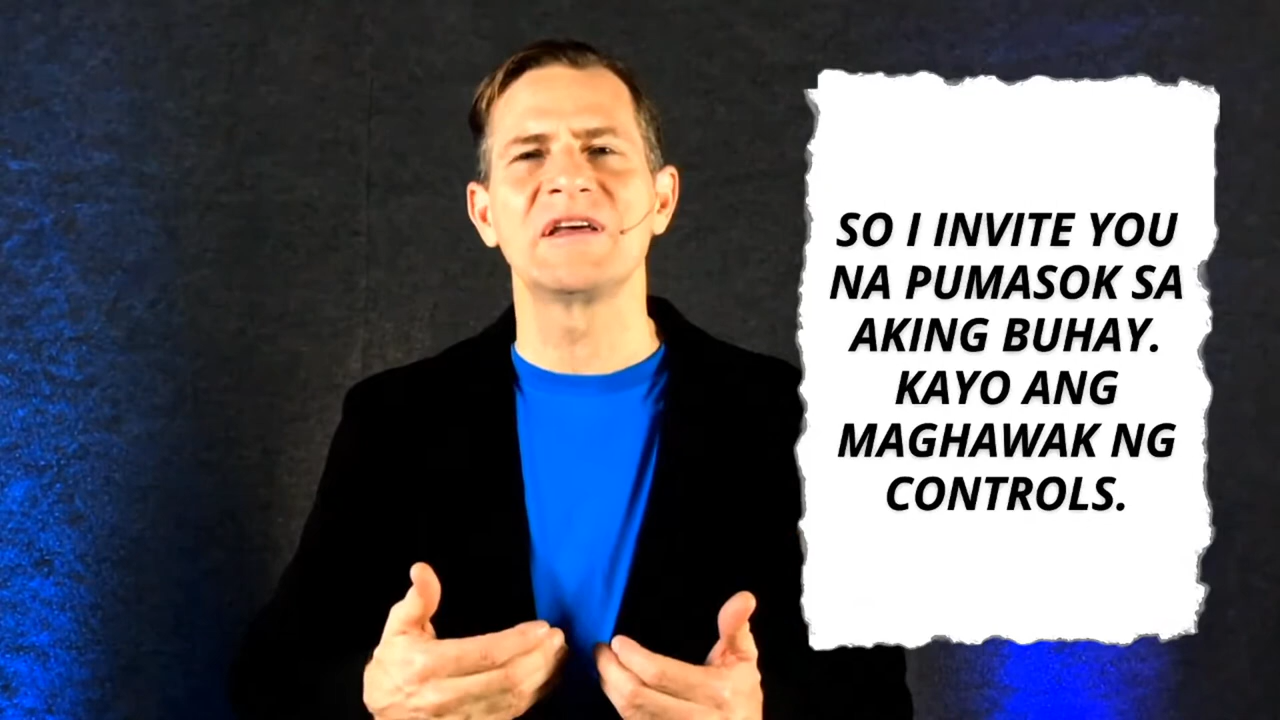 SO I INVITE YOU
NA PUMASOK SA
AKING BUHAY.
KAYO ANG
MAGHAWAK NG
CONTROLS.